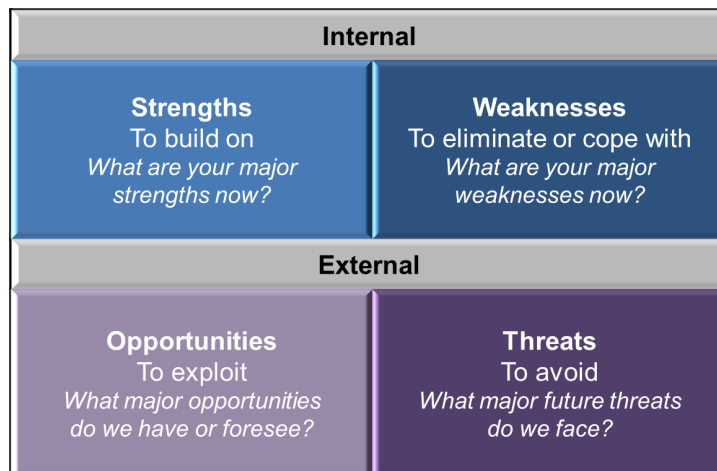 Internal
Strengths
To build on
What are your major
strengths now?
Weaknesses
To eliminate or cope with
What are your major
weaknesses now?
External
Opportunities
To exploit
What major opportunities
do we have or foresee?
Threats
To avoid
What major future threats
do we face?